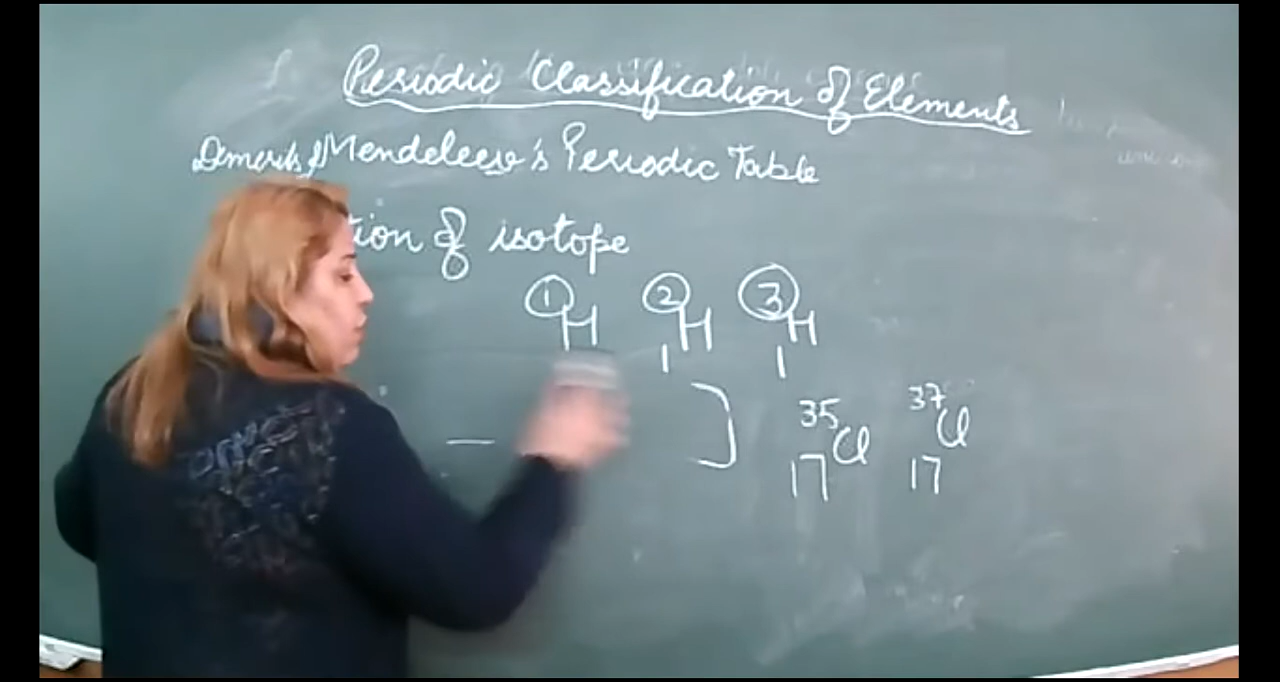 Periodic Classification of Elements
Demerits of Mendeleev's Periodic Table
tion of isotope
1 H 2 H 3 H
1 1
35 Cl 37 Cl
17 17